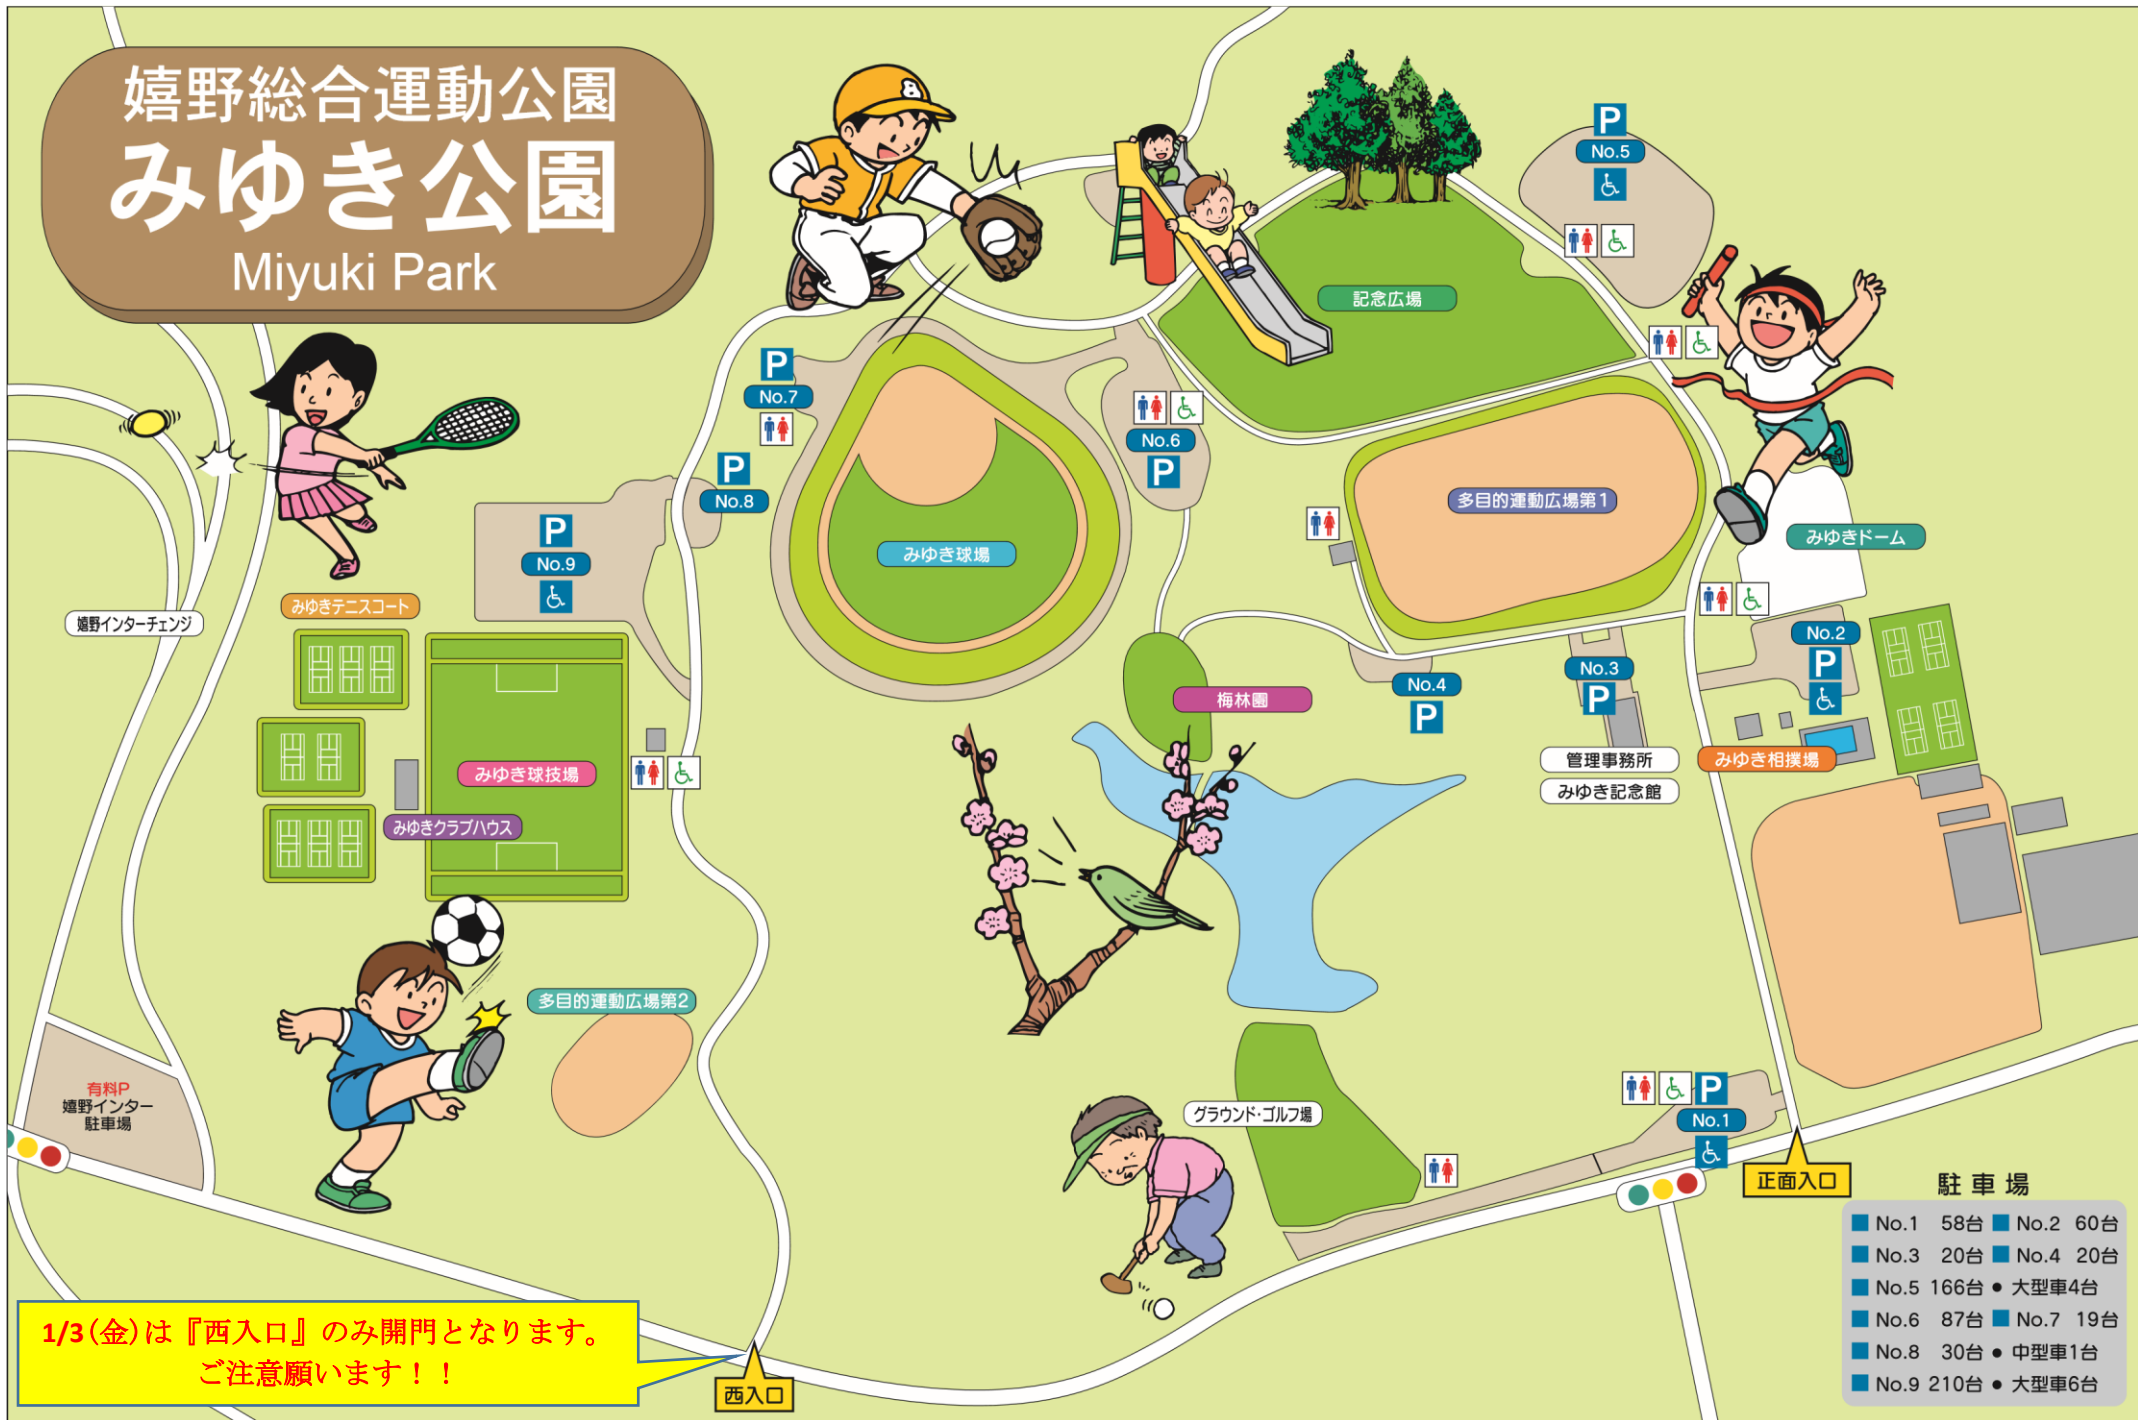 嬉野総合運動公園
みゆき公園
Miyuki Park
P
No.5
記念広場
P
No.7
No.6
P
P
No.8
多目的運動広場第1
みゆきドーム
P
No.9
みゆき球場
みゆきテニスコート
嬉野インターチェンジ
No.2
P
No.3
P
No.4
P
梅林園
みゆき球技場
管理事務所
みゆき相撲場
みゆき記念館
みゆきクラブハウス
多目的運動広場第2
有料P
嬉野インター
駐車場
グラウンド・ゴルフ場
P
No.1
正面入口
駐車場
No.1 58台 No.2 60台
No.3 20台 No.4 20台
No.5 166台 ● 大型車4台
No.6 87台 No.7 19台
No.8 30台 ● 中型車1台
No.9 210台 ● 大型車6台
1/3(金)は『西入口』のみ開門となります。
ご注意願います！！
西入口
B